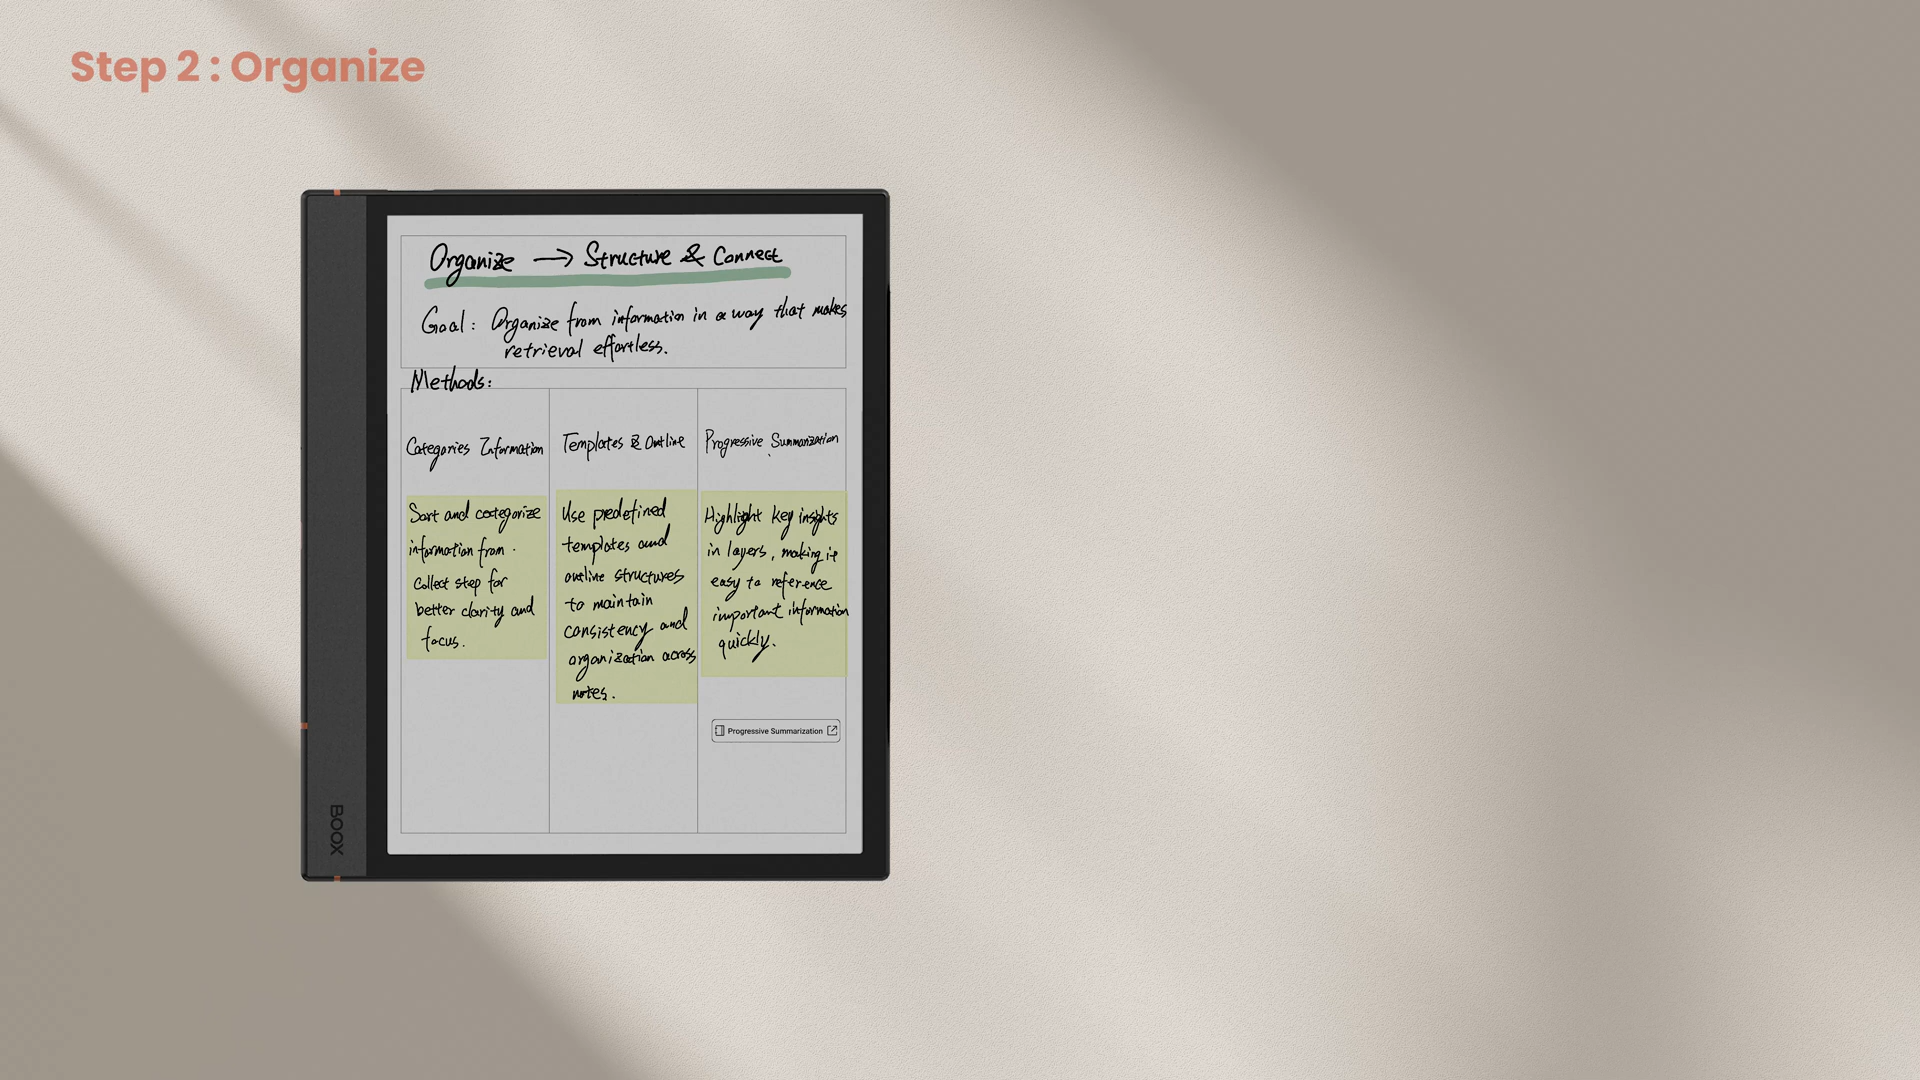 Step 2 : Organize
Organize → Structure & Connect
Goal: Organize from information in a way that makes
retrieval effortless.
Methods:
Categories Information
Sort and categorize
information from.
collect step for
better clarity and
focus.
Templates & Outline
Use predefined
templates and
outline structures
to maintain
consistency and
organization across
notes.
Progressive Summarization
Highlight key insights
in layers, making it
easy to reference
important information
quickly.
Progressive Summarization
BOOX